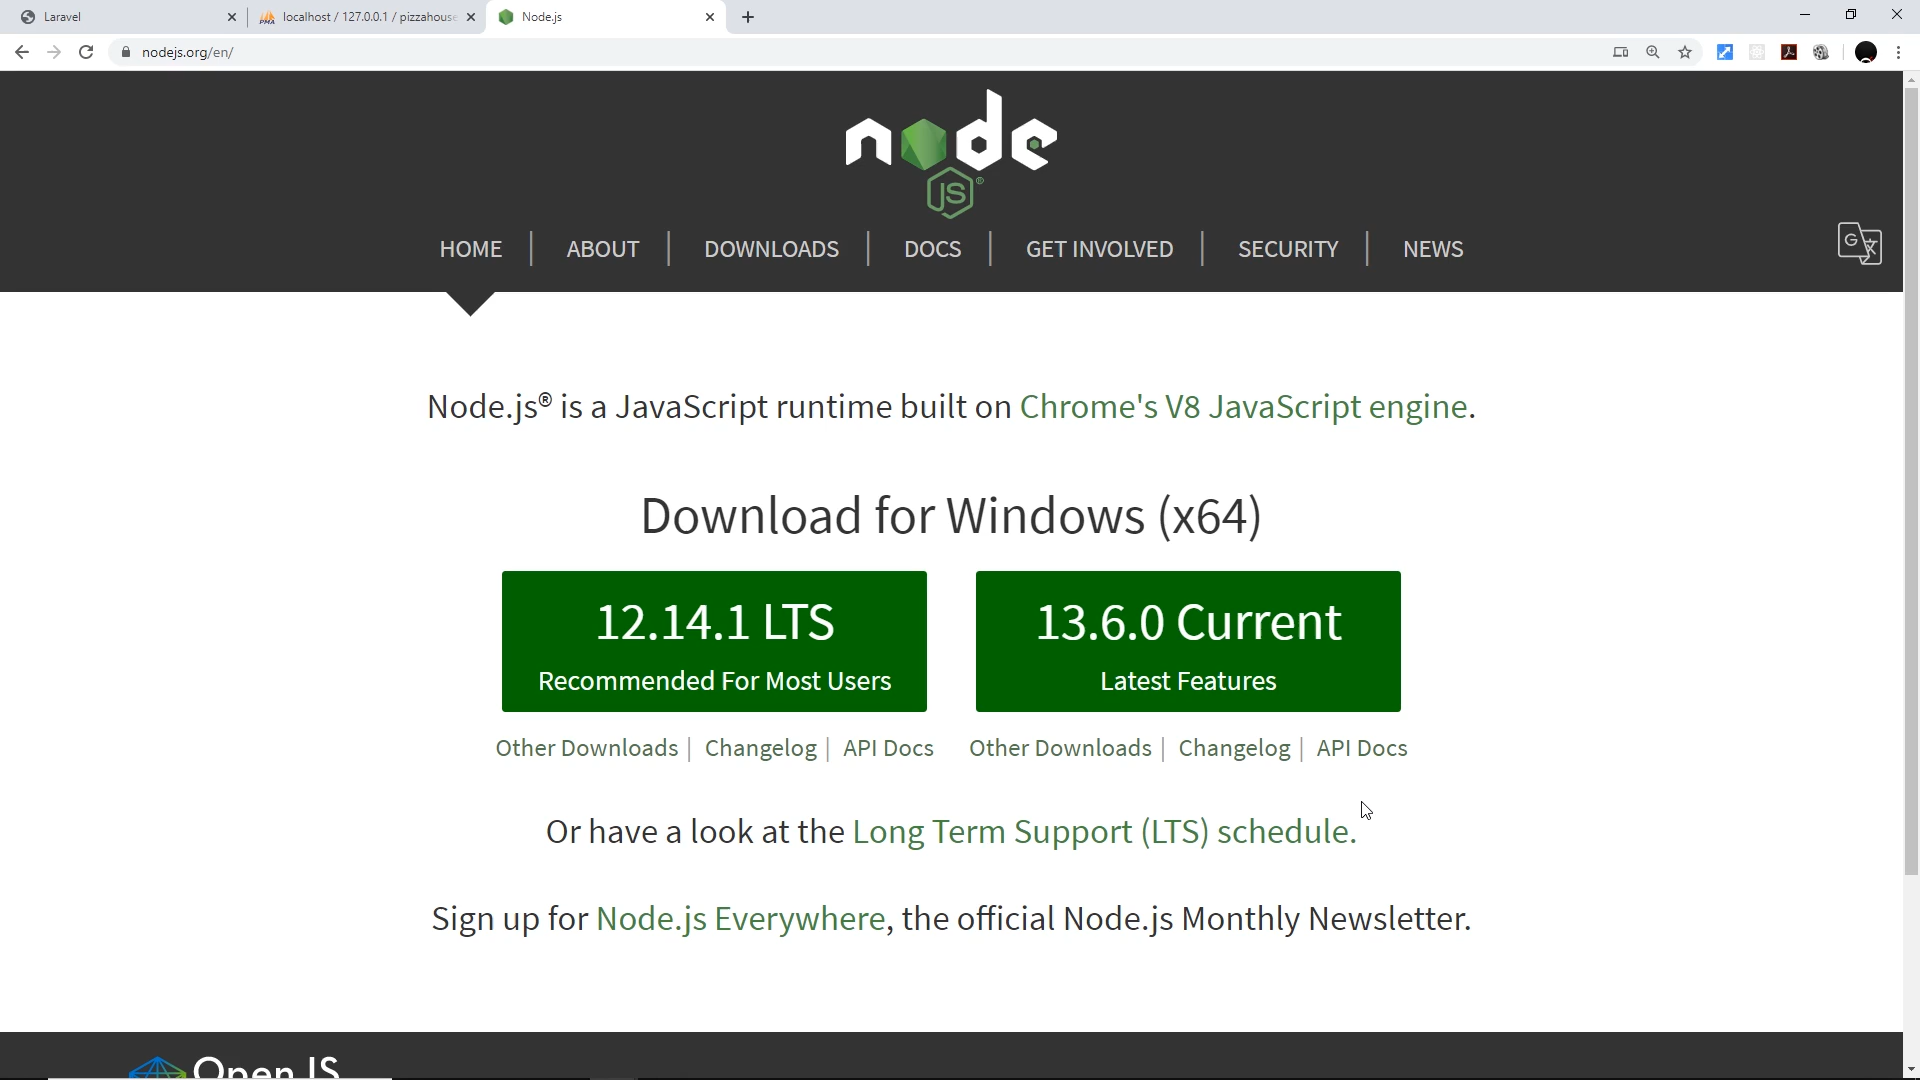 Laravel
localhost / 127.0.0.1 / pizzahouse
Node.js
nodejs.org/en/
node
JS®
HOME
ABOUT
DOWNLOADS
DOCS
GET INVOLVED
SECURITY
NEWS
Node.js® is a JavaScript runtime built on Chrome's V8 JavaScript engine.
Download for Windows (x64)
12.14.1 LTS
Recommended For Most Users
13.6.0 Current
Latest Features
Other Downloads | Changelog | API Docs
Other Downloads | Changelog | API Docs
Or have a look at the Long Term Support (LTS) schedule.
Sign up for Node.js Everywhere, the official Node.js Monthly Newsletter.
Open JS